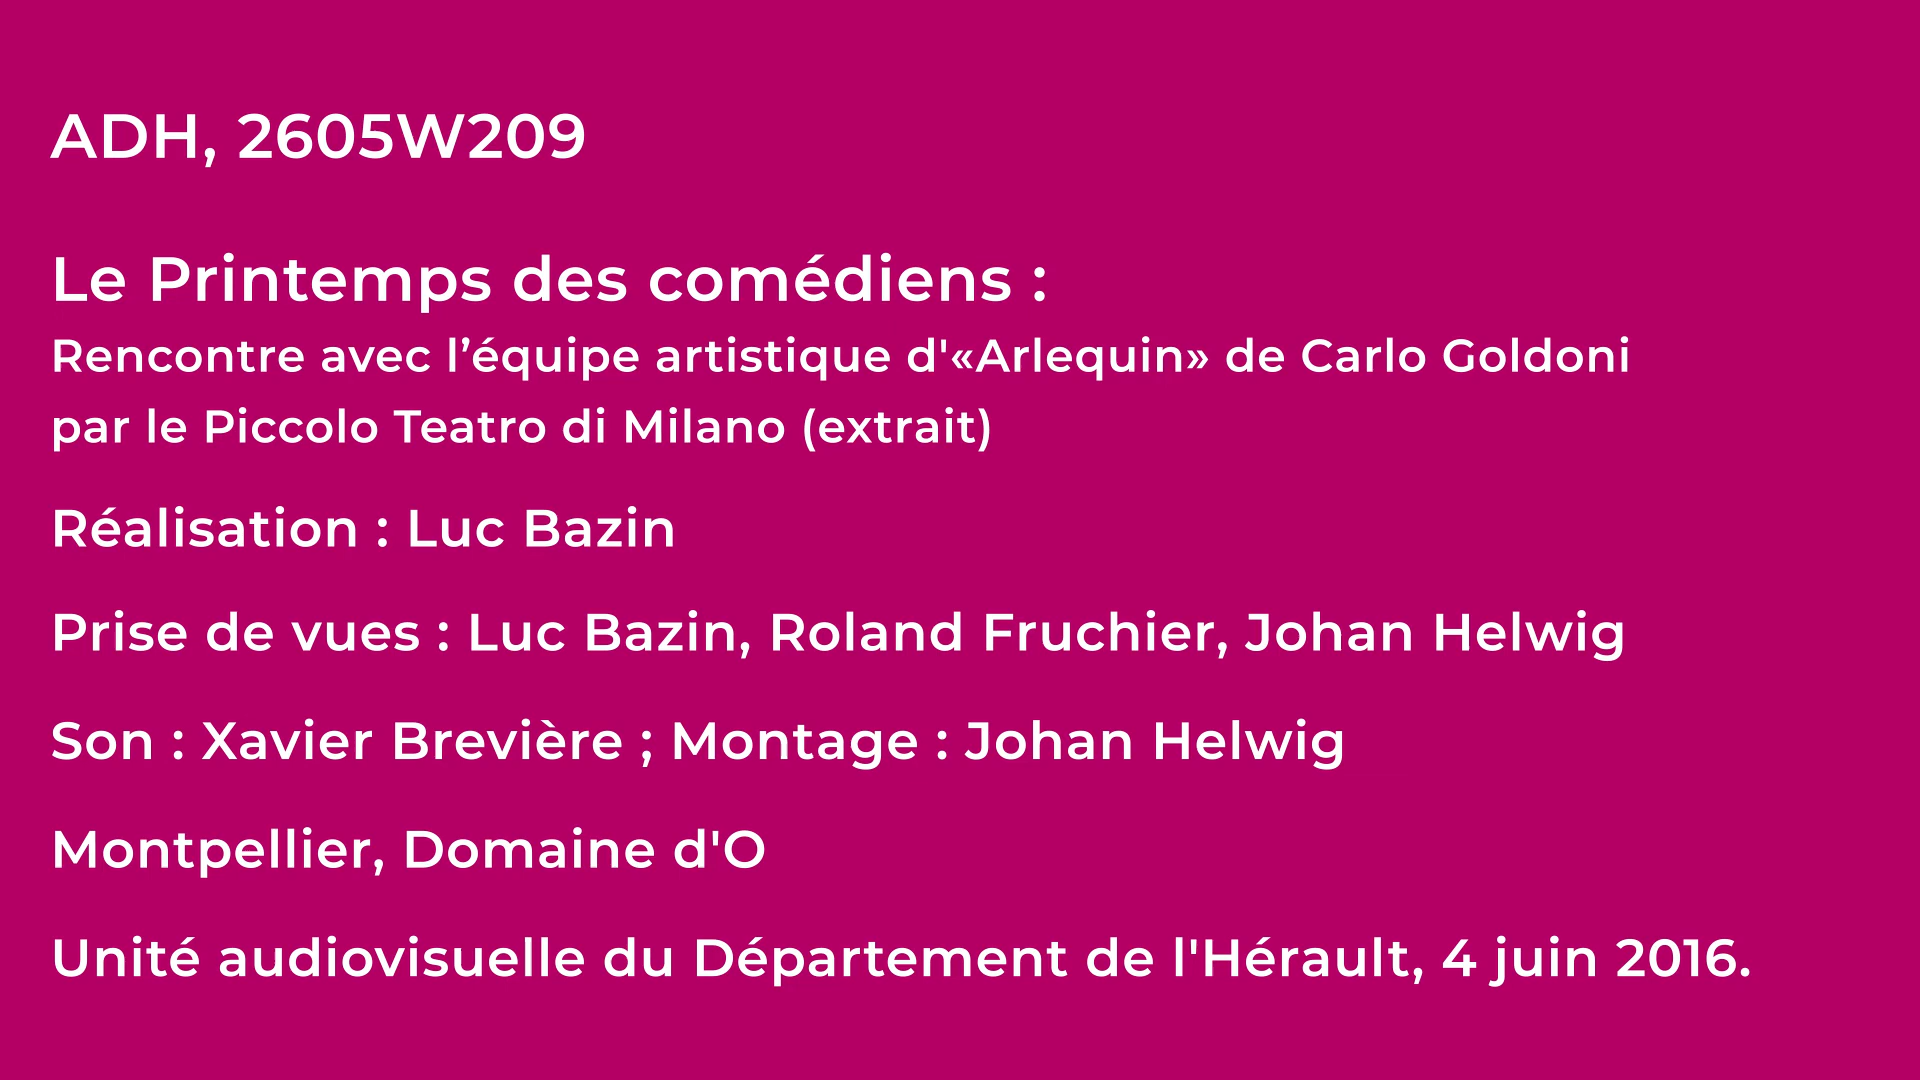 ADH, 2605W209
Le Printemps des comédiens :
Rencontre avec l’équipe artistique d'«Arlequin» de Carlo Goldoni
par le Piccolo Teatro di Milano (extrait)
Réalisation : Luc Bazin
Prise de vues : Luc Bazin, Roland Fruchier, Johan Helwig
Son : Xavier Brevière ; Montage : Johan Helwig
Montpellier, Domaine d'O
Unité audiovisuelle du Département de l'Hérault, 4 juin 2016.